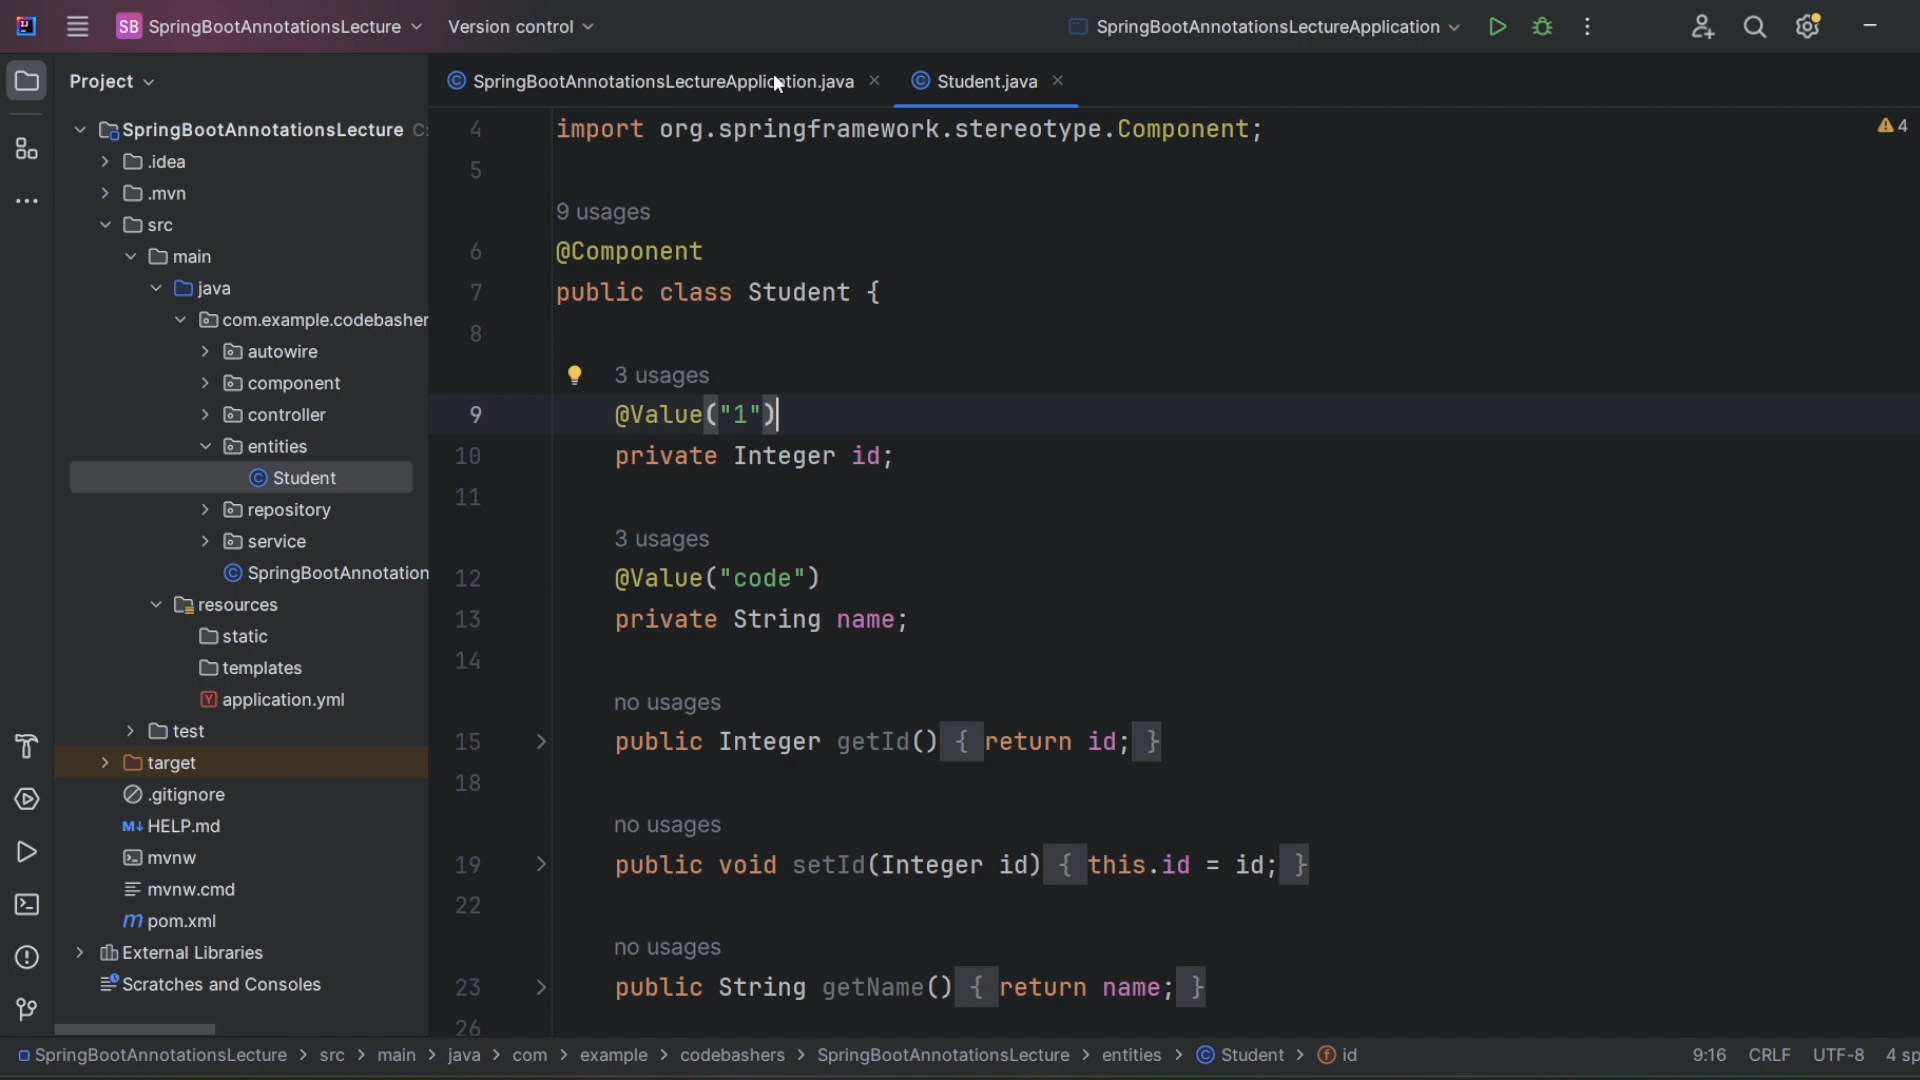 SB SpringBootAnnotationsLecture Version control SpringBootAnnotationsLectureApplication
Project
SpringBootAnnotationsLectureApplication.java Student.java
SpringBootAnnotationsLecture C:
.idea
.mvn
src
main
java
com.example.codebasher
autowire
component
controller
entities
Student
repository
service
SpringBootAnnotation
resources
static
templates
application.yml
test
target
.gitignore
HELP.md
mvnw
mvnw.cmd
pom.xml
External Libraries
Scratches and Consoles
4 import org.springframework.stereotype.Component; 4
5
9 usages
6 @Component
7 public class Student {
8
3 usages
9 @Value("1")
10 private Integer id;
11
3 usages
12 @Value("code")
13 private String name;
14
no usages
15 public Integer getId() { return id; }
18
no usages
19 public void setId(Integer id) { this.id = id; }
22
no usages
23 public String getName() { return name; }
26
SpringBootAnnotationsLecture > src > main > java > com > example > codebashers > SpringBootAnnotationsLecture > entities > Student > id 9:16 CRLF UTF-8 4 sp